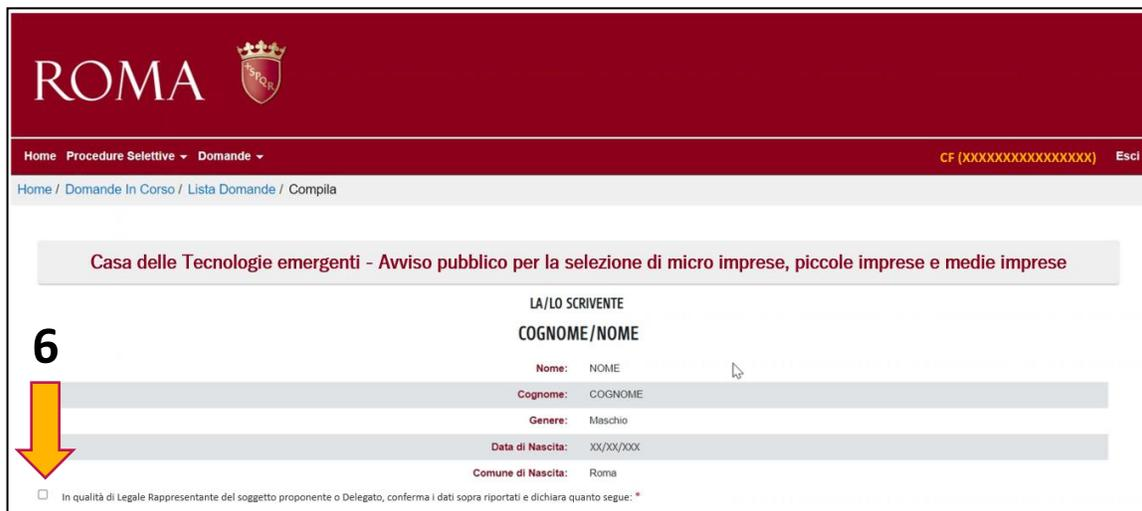 ROMA
SPQR
Home Procedure Selettive Domande CF (XXXXXXXXXXXXXXXX) Esci
Home / Domande In Corso / Lista Domande / Compila
Casa delle Tecnologie emergenti - Avviso pubblico per la selezione di micro imprese, piccole imprese e medie imprese
LA/LO SCRIVENTE
COGNOME/NOME
6
Nome: NOME
Cognome: COGNOME
Genere: Maschio
Data di Nascita: XX/XX/XXX
Comune di Nascita: Roma
In qualità di Legale Rappresentante del soggetto proponente o Delegato, conferma i dati sopra riportati e dichiara quanto segue: *